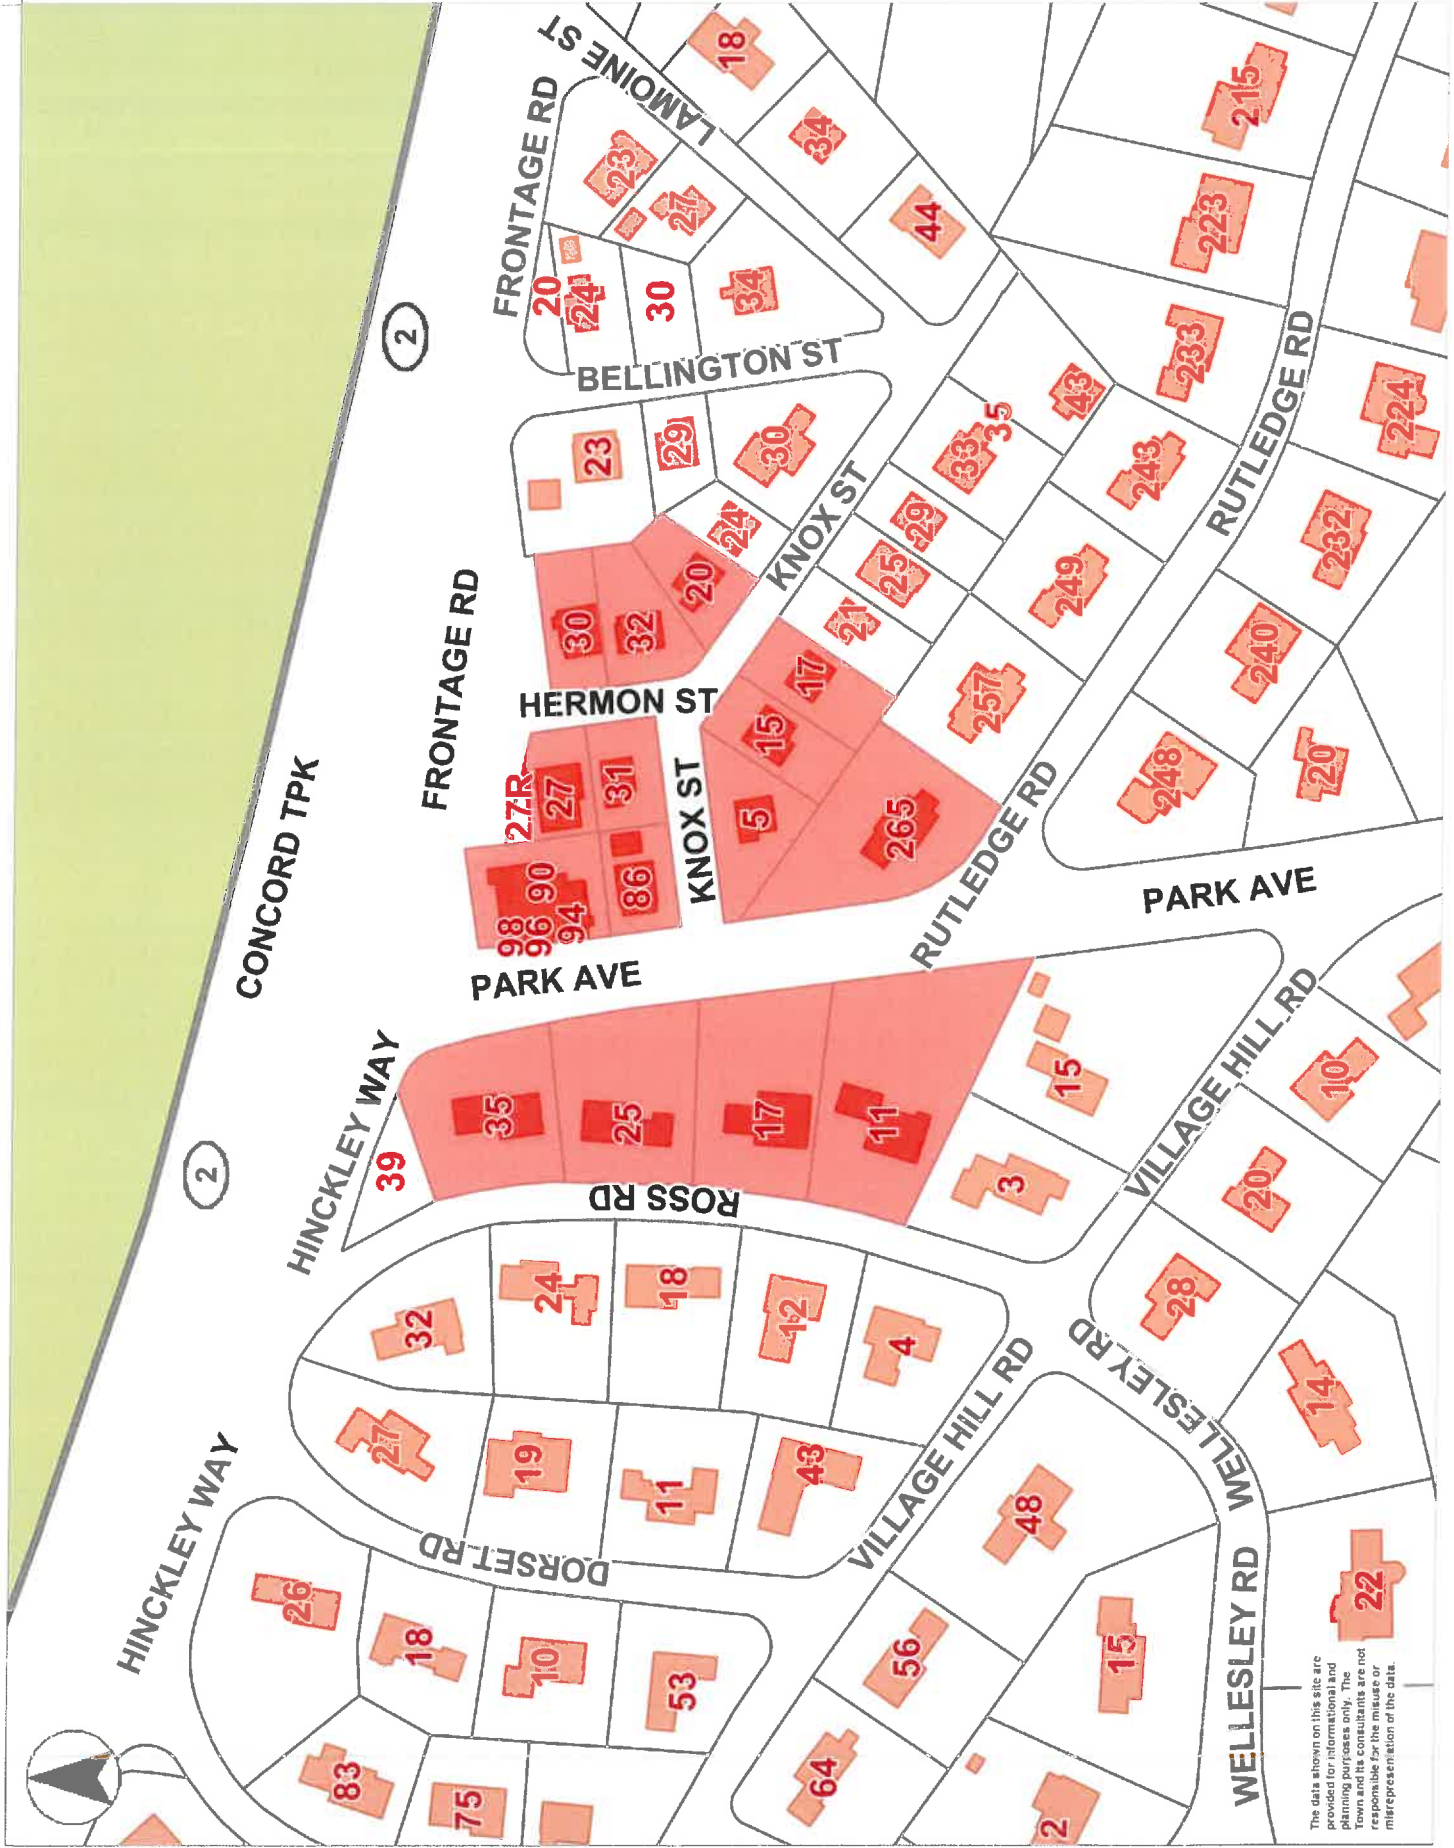 LAMOINE ST
18
215
FRONTAGE RD
23
34
27
44
223
20
24
30
34
2
BELLINGTON ST
233
RUTLEDGE RD
23
29
30
33
35
43
224
243
24
KNOX ST
29
232
FRONTAGE RD
30
32
20
25
21
249
RUTLEDGE RD
240
HERMON ST
17
15
257
CONCORD TPK
27R
27
31
KNOX ST
5
265
RUTLEDGE RD
248
20
98
96
90
94
86
PARK AVE
PARK AVE
HINCKLEY WAY
39
35
25
17
11
15
VILLAGE HILL RD
10
2
ROSS RD
3
20
32
24
18
12
4
28
WELLESLEY RD
14
HINCKLEY WAY
27
19
11
43
VILLAGE HILL RD
48
DORSET RD
26
18
10
53
56
15
WELLESLEY RD
22
83
75
64
2
The data shown on this site are
provided for informational and
planning purposes only. The
Town and its consultants are not
responsible for the misuse or
misrepresentation of the data.